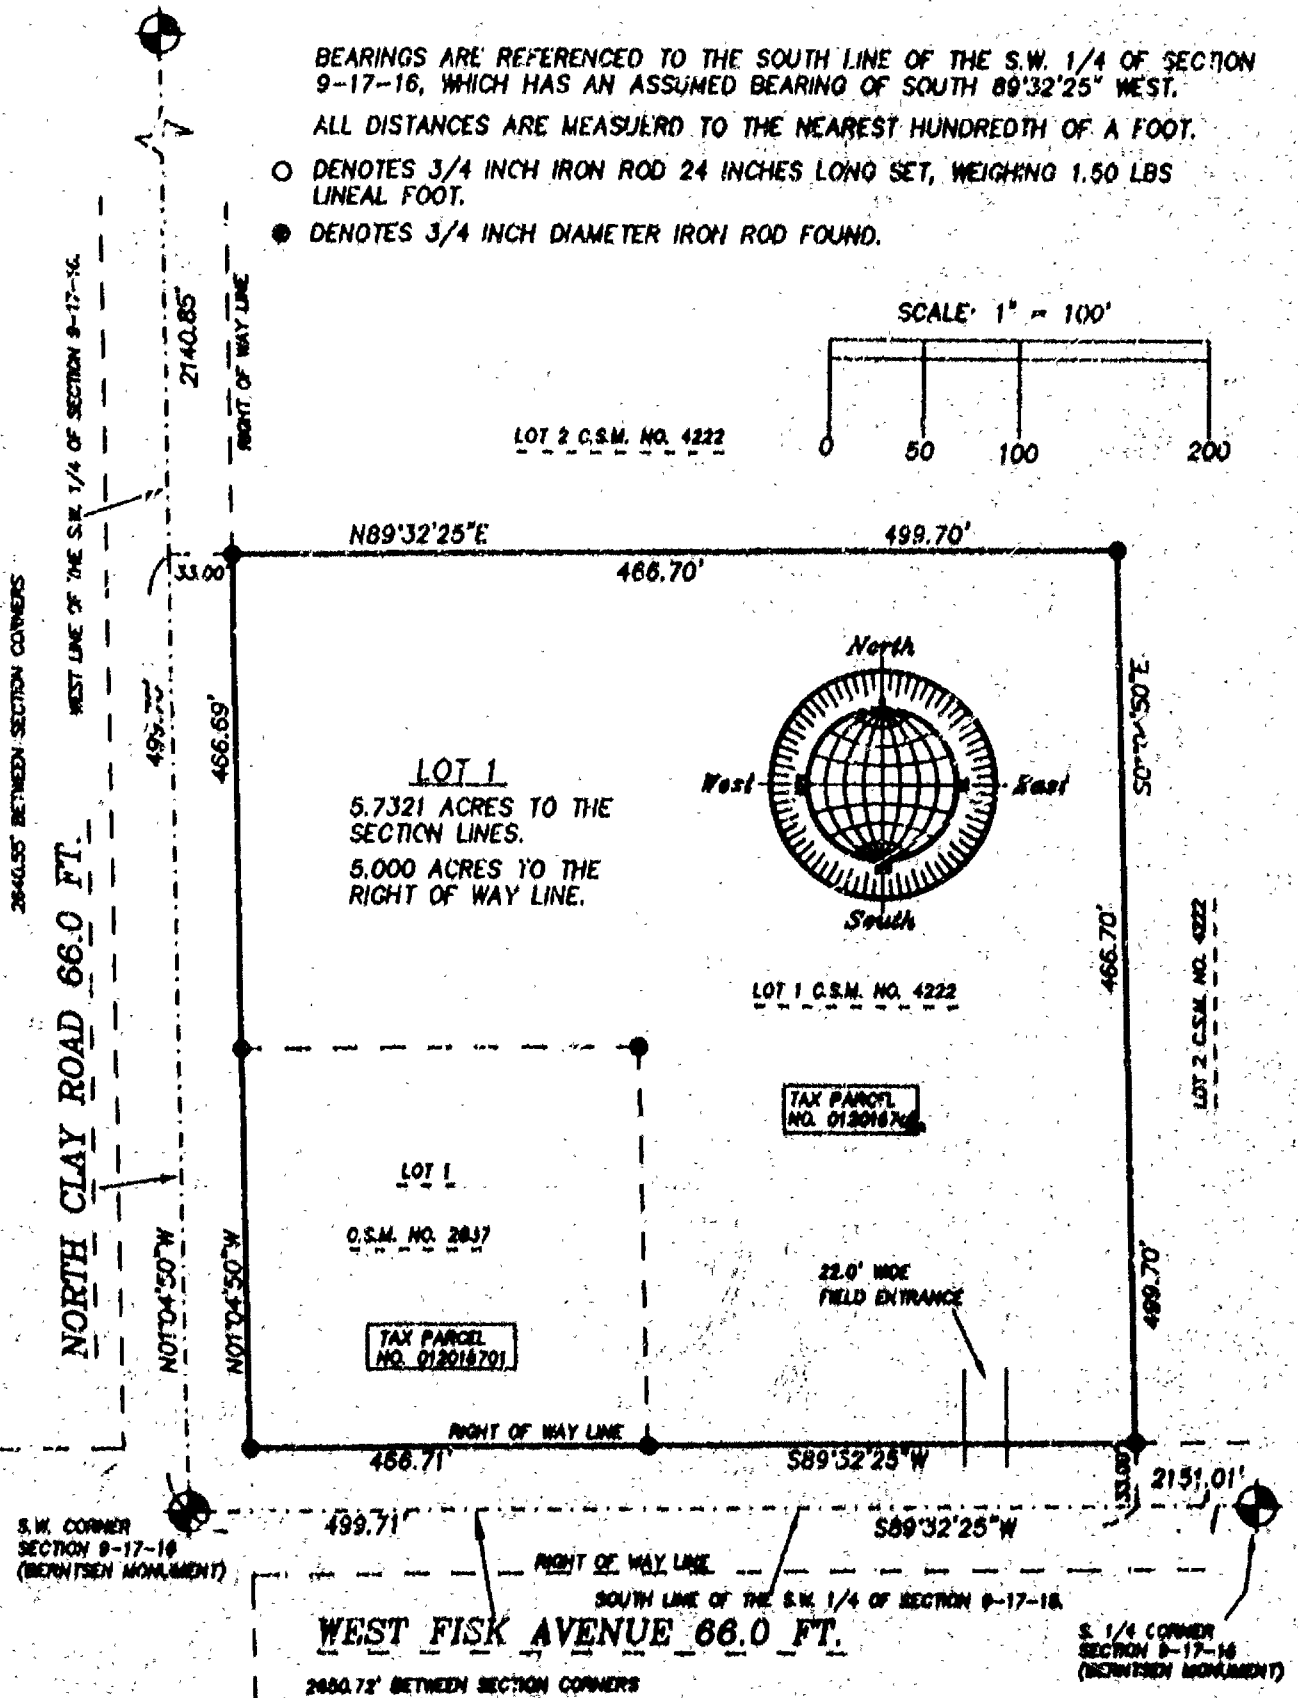 BEARINGS ARE REFERENCED TO THE SOUTH LINE OF THE S.W. 1/4 OF SECTION
9-17-16, WHICH HAS AN ASSUMED BEARING OF SOUTH 89°32'25" WEST.
ALL DISTANCES ARE MEASUERD TO THE NEAREST HUNDREDTH OF A FOOT.
DENOTES 3/4 INCH IRON ROD 24 INCHES LONG SET, WEIGHING 1.50 LBS
LINEAL FOOT.
DENOTES 3/4 INCH DIAMETER IRON ROD FOUND.
SCALE: 1" = 100'
0 50 100 200
2140.85'
RIGHT OF WAY LINE
WEST LINE OF THE S.W. 1/4 OF SECTION 9-17-16.
2640.55' BETWEEN SECTION CORNERS
LOT 2 C.S.M. NO. 4222
N89°32'25"E 499.70'
33.00'
466.70'
499.70'
466.69'
North
West East
South
LOT 1
5.7321 ACRES TO THE
SECTION LINES.
5.000 ACRES TO THE
RIGHT OF WAY LINE.
466.70'
LOT 2 C.S.M. NO. 4222
LOT 1 C.S.M. NO. 4222
NORTH CLAY ROAD 66.0 FT.
TAX PARCEL
NO.
LOT 1
C.S.M. NO. 2637
N01°04'50"W
N01°04'50"W
22.0' WIDE
FIELD ENTRANCE
499.70'
TAX PARCEL
NO. 012016701
RIGHT OF WAY LINE
466.71' S89°32'25"W
33.00'
2151.01'
499.71' S89°32'25"W
S.W. CORNER
SECTION 9-17-16
(BERNTSEN MONUMENT)
RIGHT OF WAY LINE
SOUTH LINE OF THE S.W. 1/4 OF SECTION 9-17-16.
WEST FISK AVENUE 66.0 FT.
S. 1/4 CORNER
SECTION 9-17-16
(BERNTSEN MONUMENT)
2650.72' BETWEEN SECTION CORNERS